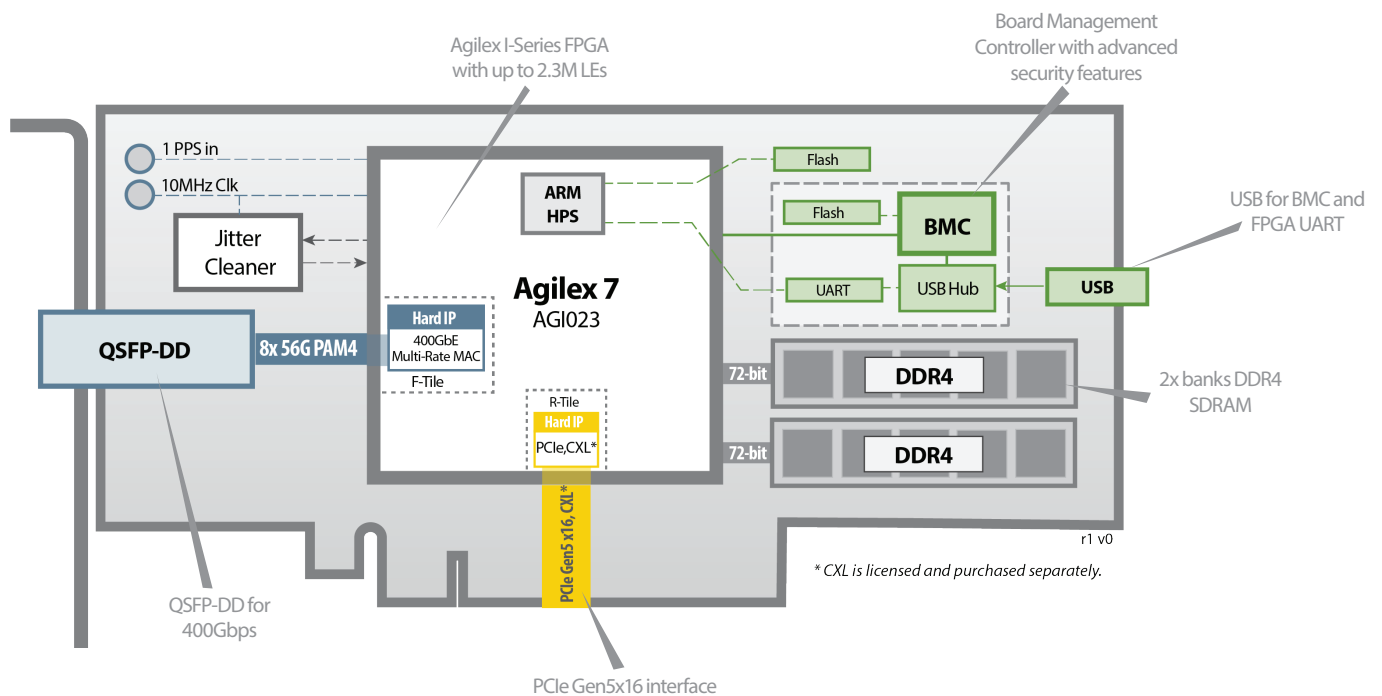 Board Management
Controller with advanced
security features
Agilex I-Series FPGA
with up to 2.3M LEs
1 PPS in
10MHz Clk
Jitter
Cleaner
ARM
HPS
Flash
Flash
BMC
UART
USB Hub
USB
USB for BMC and
FPGA UART
Agilex 7
AGI023
QSFP-DD
8x 56G PAM4
Hard IP
400GbE
Multi-Rate MAC
F-Tile
R-Tile
Hard IP
PCIe,CXL*
PCIe Gen5 x16, CXL*
72-bit
DDR4
72-bit
DDR4
2x banks DDR4
SDRAM
r1 v0
* CXL is licensed and purchased separately.
QSFP-DD for
400Gbps
PCIe Gen5x16 interface